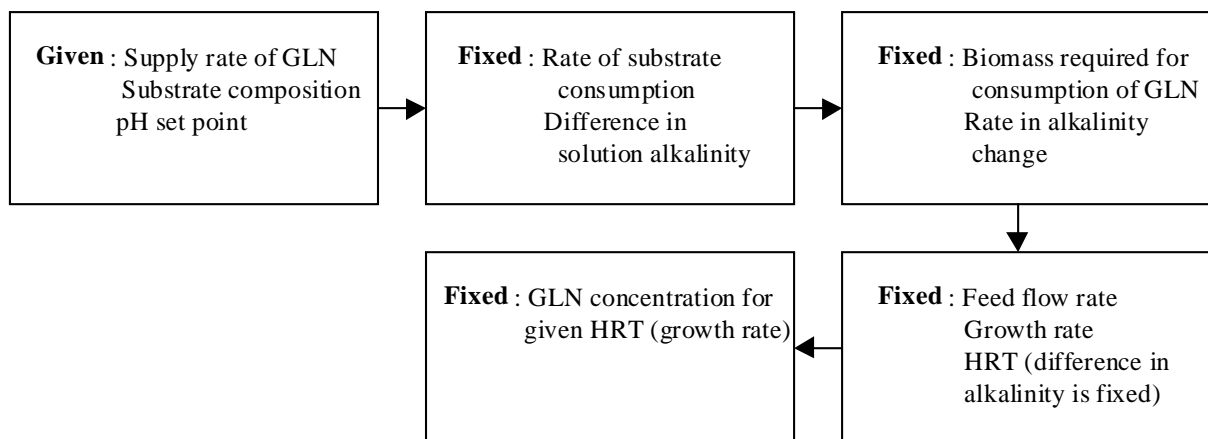 Given : Supply rate of GLN
Substrate composition
pH set point
Fixed : Rate of substrate
consumption
Difference in
solution alkalinity
Fixed : Biomass required for
consumption of GLN
Rate in alkalinity
change
Fixed : GLN concentration for
given HRT (growth rate)
Fixed : Feed flow rate
Growth rate
HRT (difference in
alkalinity is fixed)